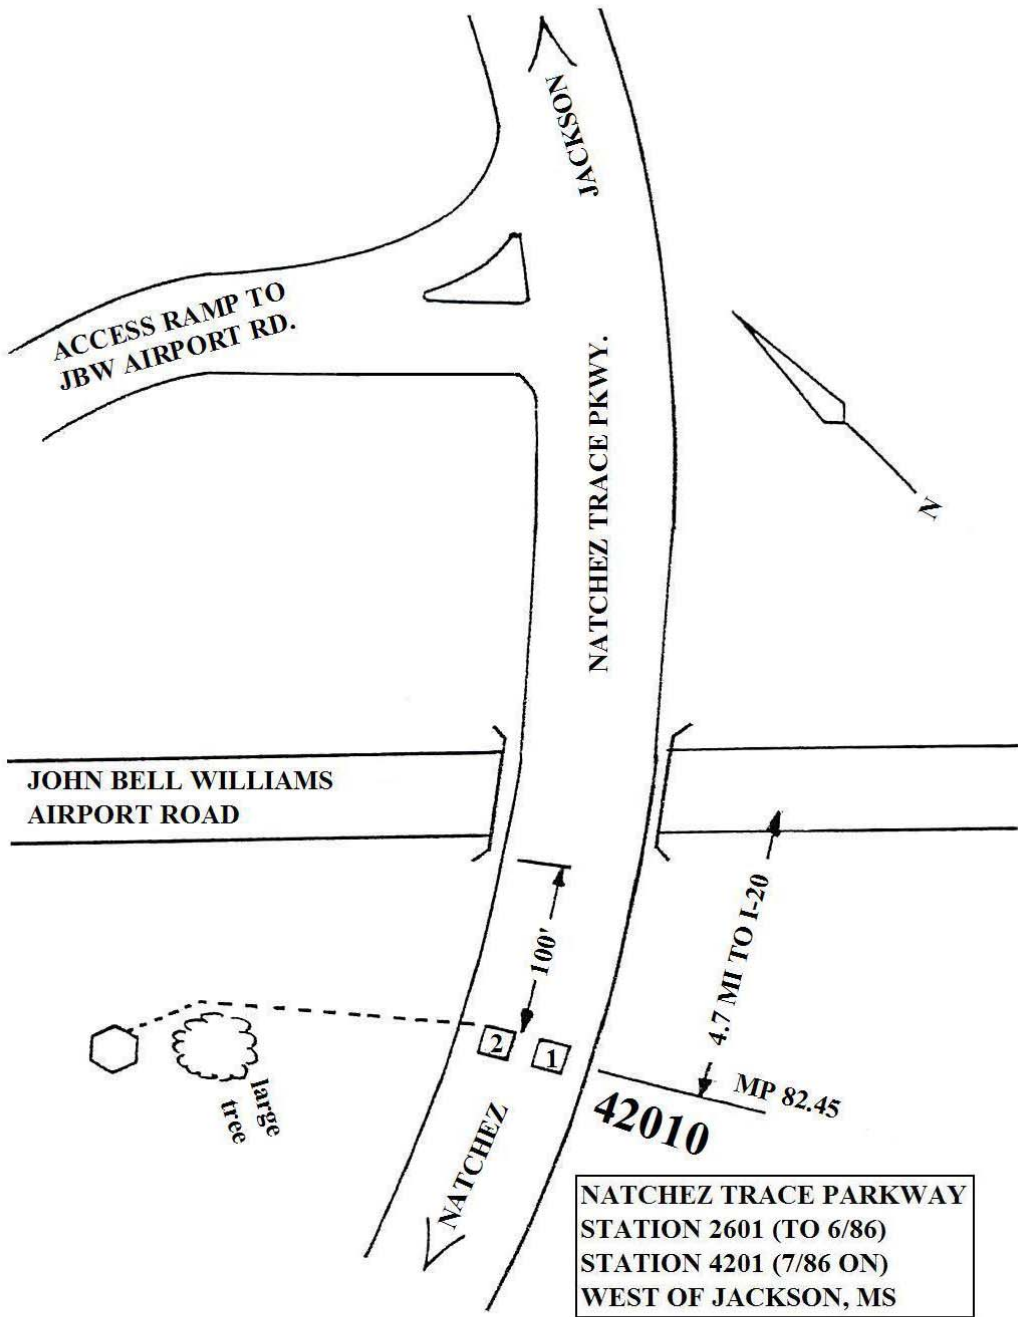 JACKSON
ACCESS RAMP TO
JBW AIRPORT RD.
NATCHEZ TRACE PKWY.
N
JOHN BELL WILLIAMS
AIRPORT ROAD
100'
4.7 MI TO I-20
2
1
large
tree
MP 82.45
42010
NATCHEZ
NATCHEZ TRACE PARKWAY
STATION 2601 (TO 6/86)
STATION 4201 (7/86 ON)
WEST OF JACKSON, MS